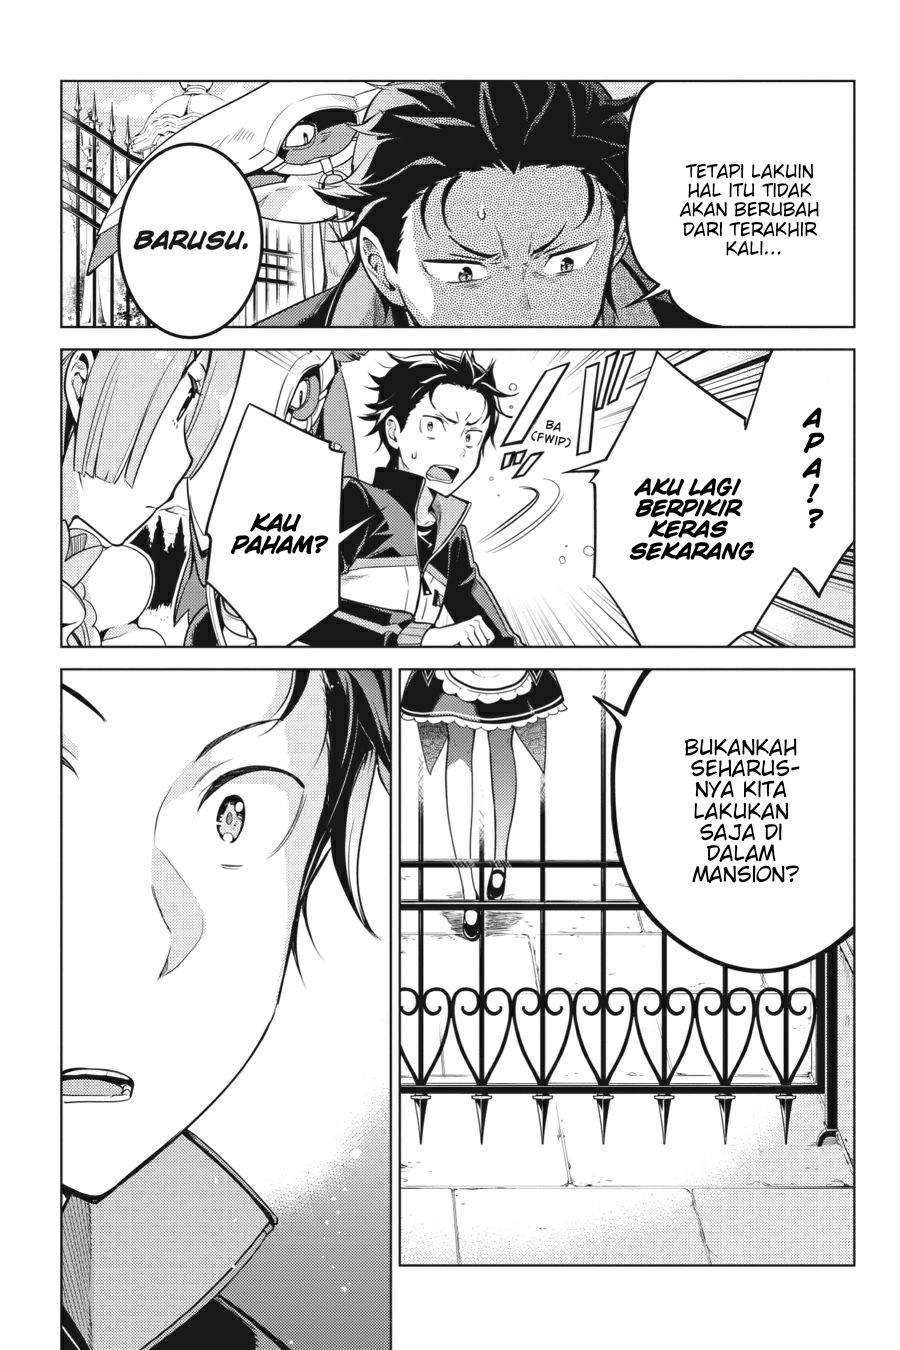 TETAPI LAKUIN
HAL ITU TIDAK
AKAN BERUBAH
DARI TERAKHIR
KALI...
BARUSU.
APA!?
AKU LAGI
BERPIKIR
KERAS
SEKARANG
BA
(FWIP)
KAU
PAHAM?
BUKANKAH
SEHARUS-
NYA KITA
LAKUKAN
SAJA DI
DALAM
MANSION?